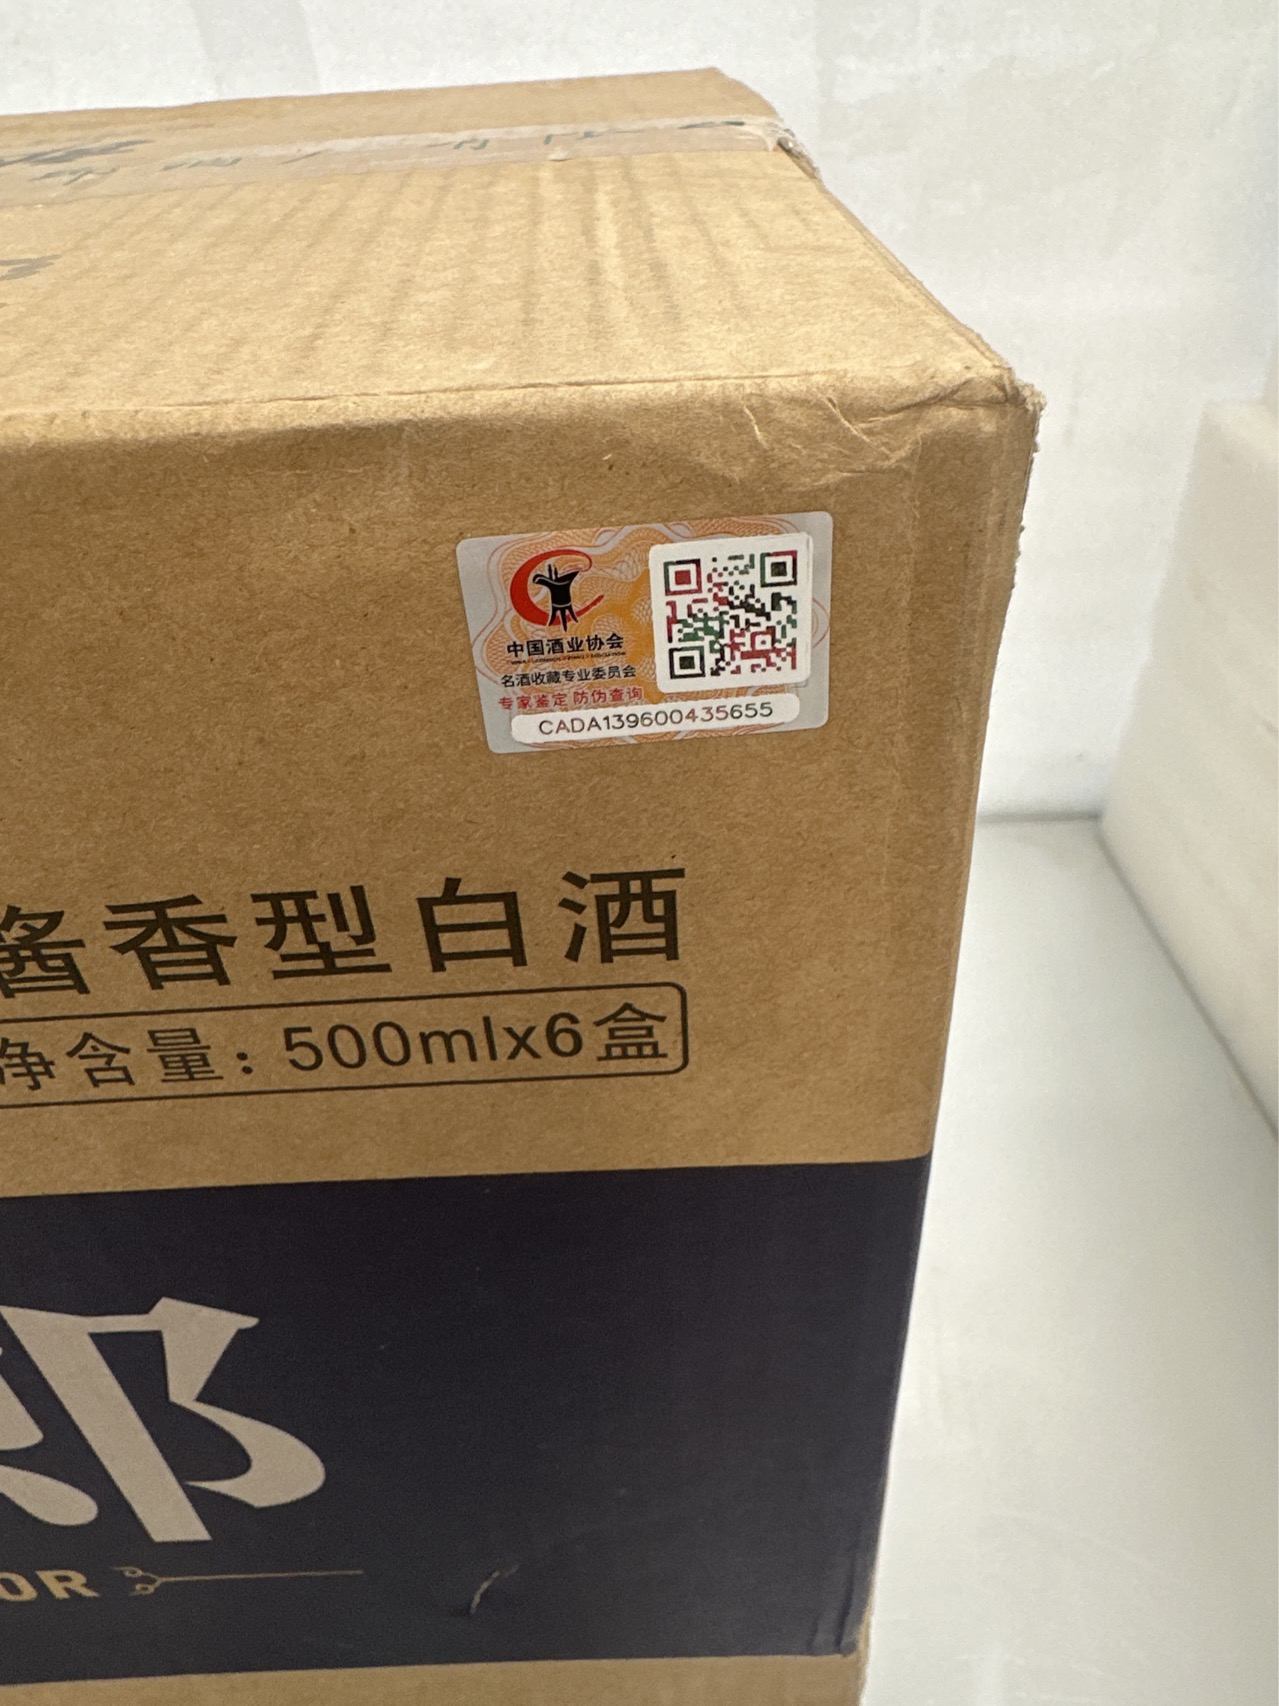 中国酒业协会
名酒收藏专业委员会
专家鉴定 防伪查询
CADA139600435655
酱香型白酒
净含量：500mlx6盒
郎
OR